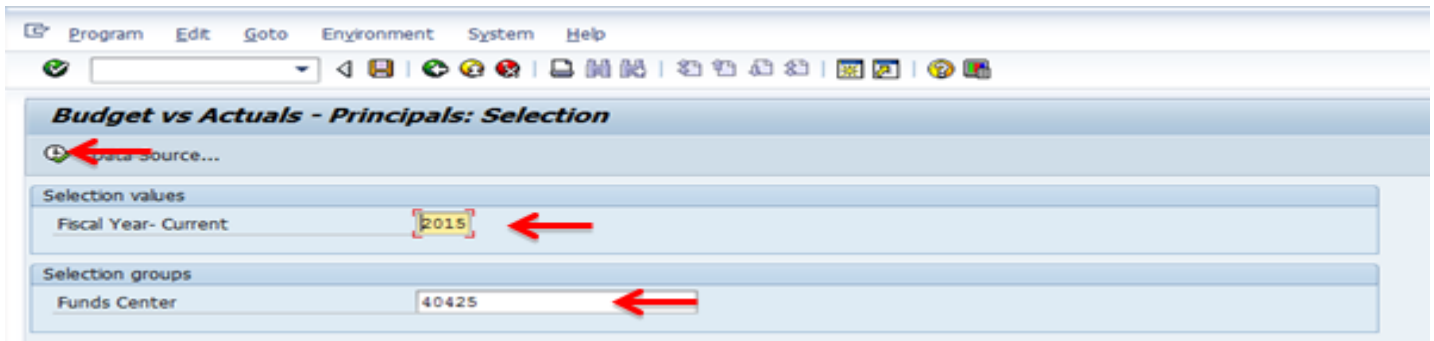 Program Edit Goto Environment System Help
Budget vs Actuals - Principals: Selection
Data Source...
Selection values
Fiscal Year- Current 2015
Selection groups
Funds Center 40425